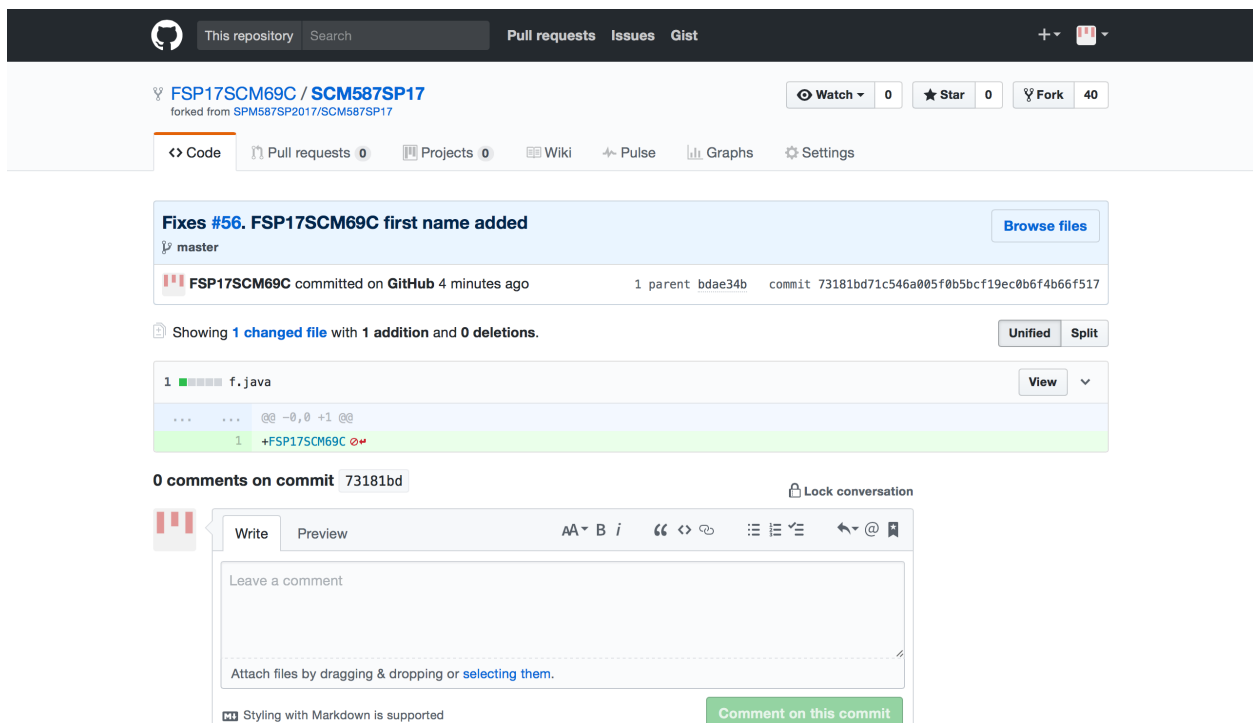 This repository Search Pull requests Issues Gist
FSP17SCM69C / SCM587SP17
forked from SPM587SP2017/SCM587SP17
Watch 0 Star 0 Fork 40
Code Pull requests 0 Projects 0 Wiki Pulse Graphs Settings
Fixes #56. FSP17SCM69C first name added
Browse files
master
FSP17SCM69C committed on GitHub 4 minutes ago 1 parent bdae34b commit 73181bd71c546a005f0b5bcf19ec0b6f4b66f517
Showing 1 changed file with 1 addition and 0 deletions. Unified Split
1 f.java View
... ... @@ -0,0 +1 @@
1 +FSP17SCM69C
0 comments on commit 73181bd
Lock conversation
Write Preview AA B i
Leave a comment
Attach files by dragging & dropping or selecting them.
Styling with Markdown is supported Comment on this commit